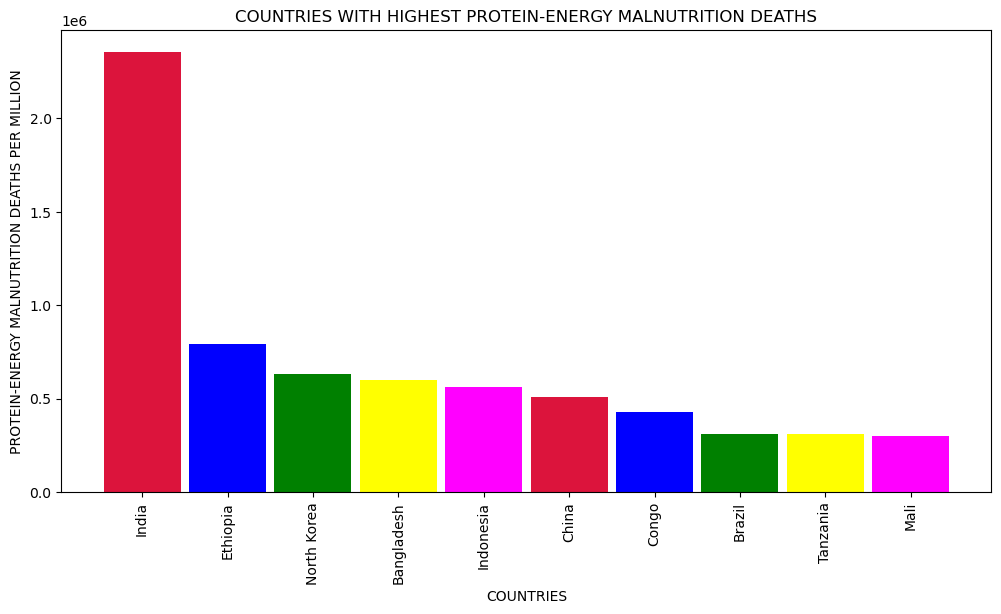 COUNTRIES WITH HIGHEST PROTEIN-ENERGY MALNUTRITION DEATHS
1e6
PROTEIN-ENERGY MALNUTRITION DEATHS PER MILLION
2.0
1.5
1.0
0.5
0.0
India
Ethiopia
North Korea
Bangladesh
Indonesia
China
Congo
Brazil
Tanzania
Mali
COUNTRIES